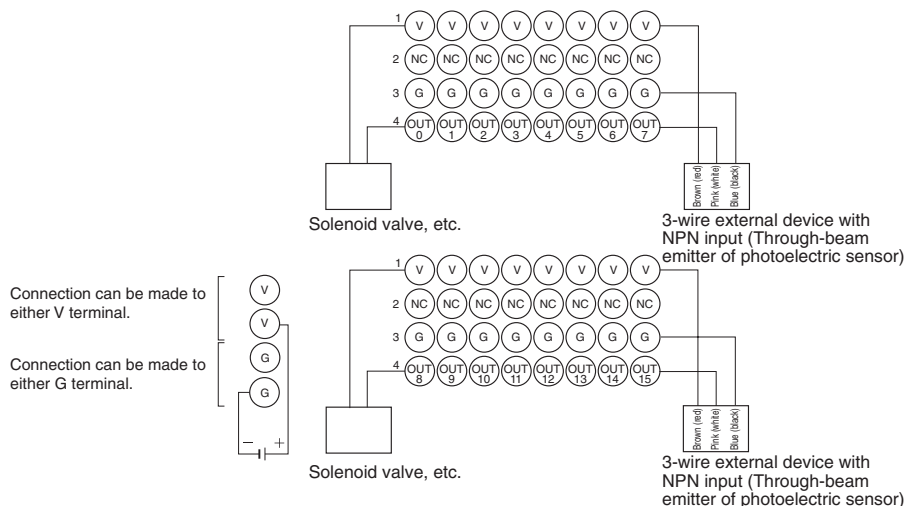 1 V V V V V V V V
2 NC NC NC NC NC NC NC NC
3 G G G G G G G G
4 OUT 0 OUT 1 OUT 2 OUT 3 OUT 4 OUT 5 OUT 6 OUT 7
Brown (red)
Pink (white)
Blue (black)
Solenoid valve, etc.
3-wire external device with
NPN input (Through-beam
emitter of photoelectric sensor)
Connection can be made to
either V terminal.
V
V
Connection can be made to
either G terminal.
G
G
− +
1 V V V V V V V V
2 NC NC NC NC NC NC NC NC
3 G G G G G G G G
4 OUT 8 OUT 9 OUT 10 OUT 11 OUT 12 OUT 13 OUT 14 OUT 15
Brown (red)
Pink (white)
Blue (black)
Solenoid valve, etc.
3-wire external device with
NPN input (Through-beam
emitter of photoelectric sensor)